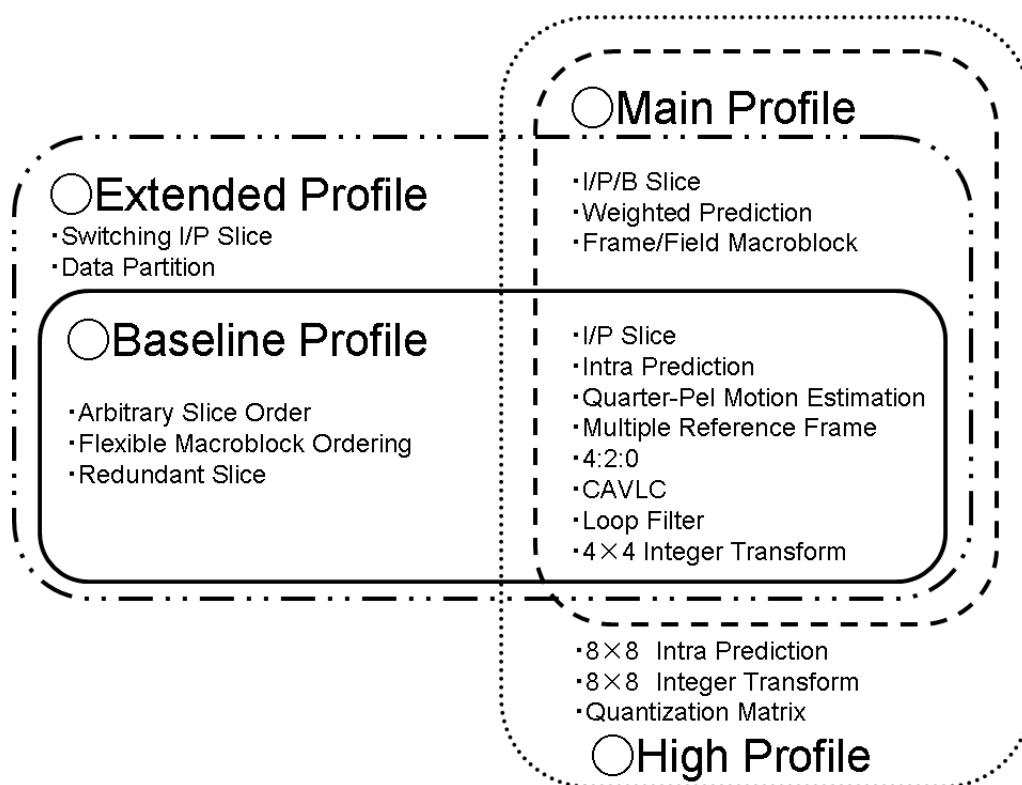 ○Main Profile
・I/P/B Slice
・Weighted Prediction
・Frame/Field Macroblock
○Extended Profile
・Switching I/P Slice
・Data Partition
○Baseline Profile
・Arbitrary Slice Order
・Flexible Macroblock Ordering
・Redundant Slice
・I/P Slice
・Intra Prediction
・Quarter-Pel Motion Estimation
・Multiple Reference Frame
・4:2:0
・CAVLC
・Loop Filter
・4×4 Integer Transform
・8×8 Intra Prediction
・8×8 Integer Transform
・Quantization Matrix
○High Profile